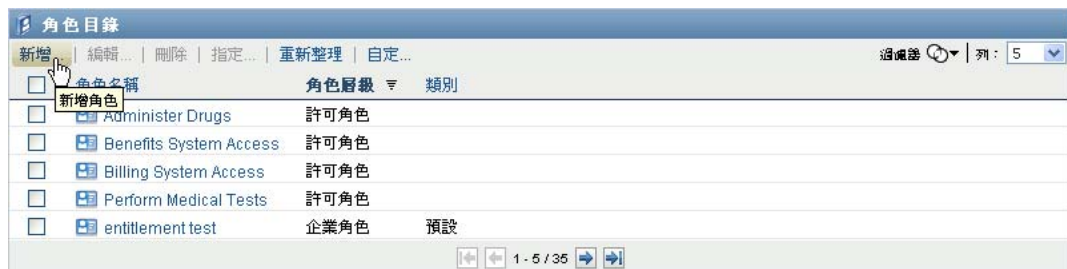 角色目錄
新增... | 編輯... | 刪除 | 指定... | 重新整理 | 自定... 過濾器 列: 5
角色名稱 角色層級 類別
新增角色
Administer Drugs 許可角色
Benefits System Access 許可角色
Billing System Access 許可角色
Perform Medical Tests 許可角色
entitlement test 企業角色 預設
1 - 5 / 35